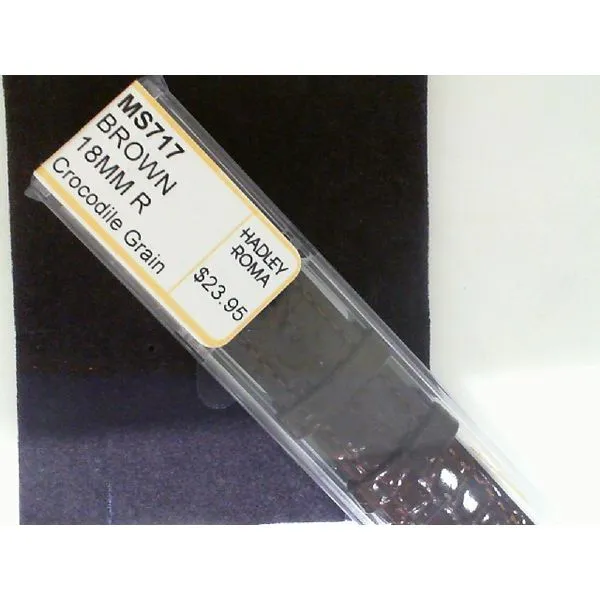 MS717
BROWN
18MM R
Crocodile Grain
HADLEY
ROMA
$23.95